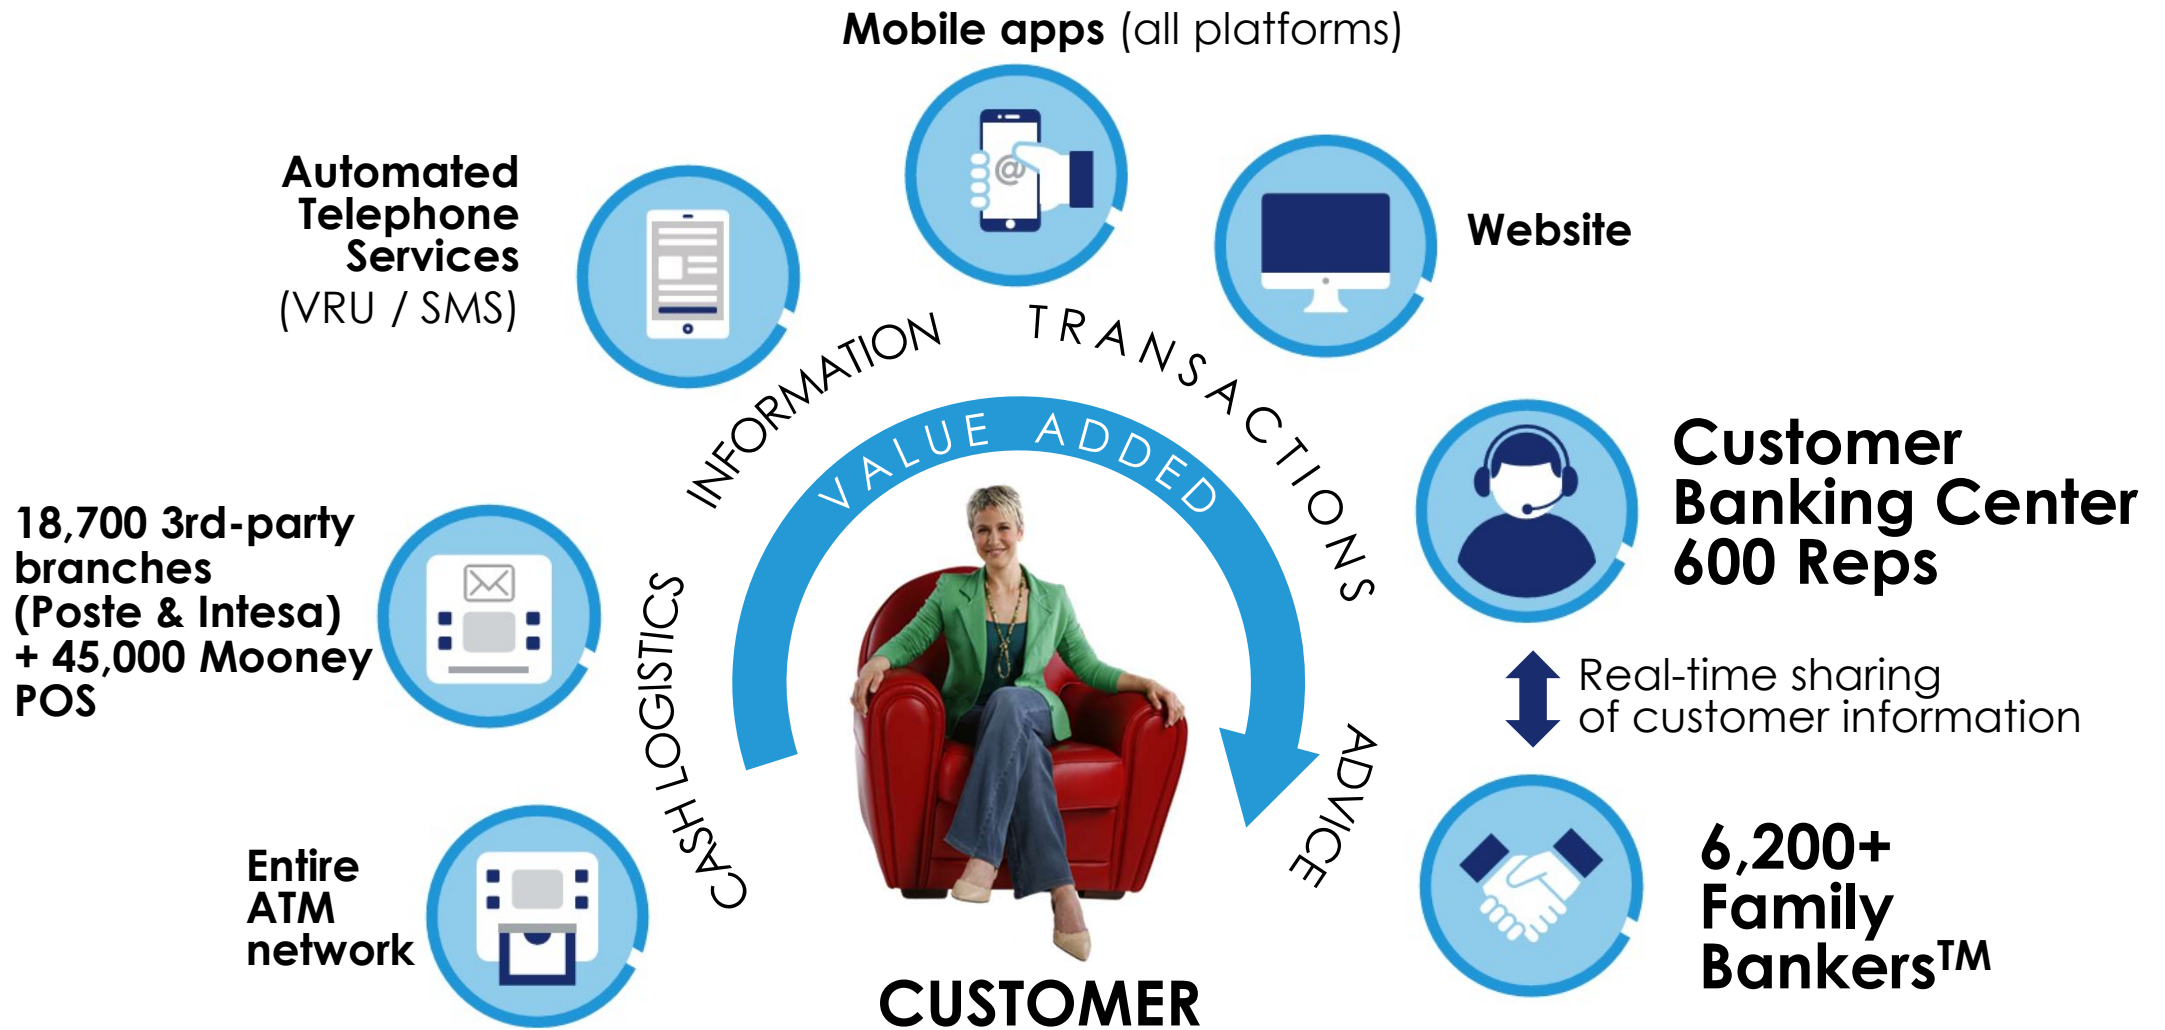 Mobile apps (all platforms)
Automated
Telephone
Services
(VRU / SMS)
@
Website
INFORMATION
TRANSACTIONS
VALUE ADDED
Customer
Banking Center
600 Reps
18,700 3rd-party
branches
(Poste & Intesa)
+ 45,000 Mooney
POS
CASH LOGISTICS
Real-time sharing
of customer information
ADVICE
Entire
ATM
network
6,200+
Family
Bankers™
CUSTOMER